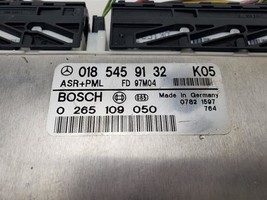 018 545 91 32 K05
ASR+PML FD 97M04
BOSCH Made in Germany
0782 1597
0 265 109 050 764